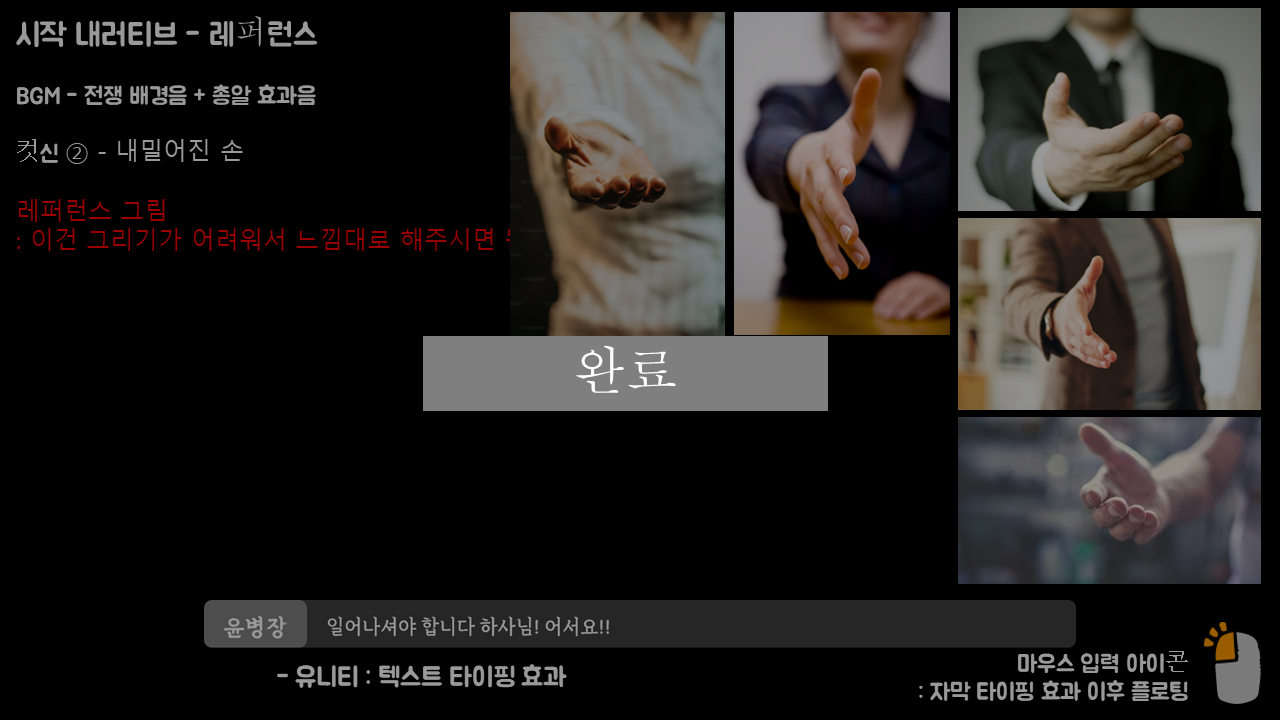 시작 내러티브 - 레퍼런스
BGM - 전쟁 배경음 + 총알 효과음
컷신 ② - 내밀어진 손
레퍼런스 그림
: 이건 그리기가 어려워서 느낌대로 해주시면
완료
윤병장
일어나셔야 합니다 하사님! 어서요!!
- 유니티 : 텍스트 타이핑 효과
마우스 입력 아이콘
: 자막 타이핑 효과 이후 플로팅